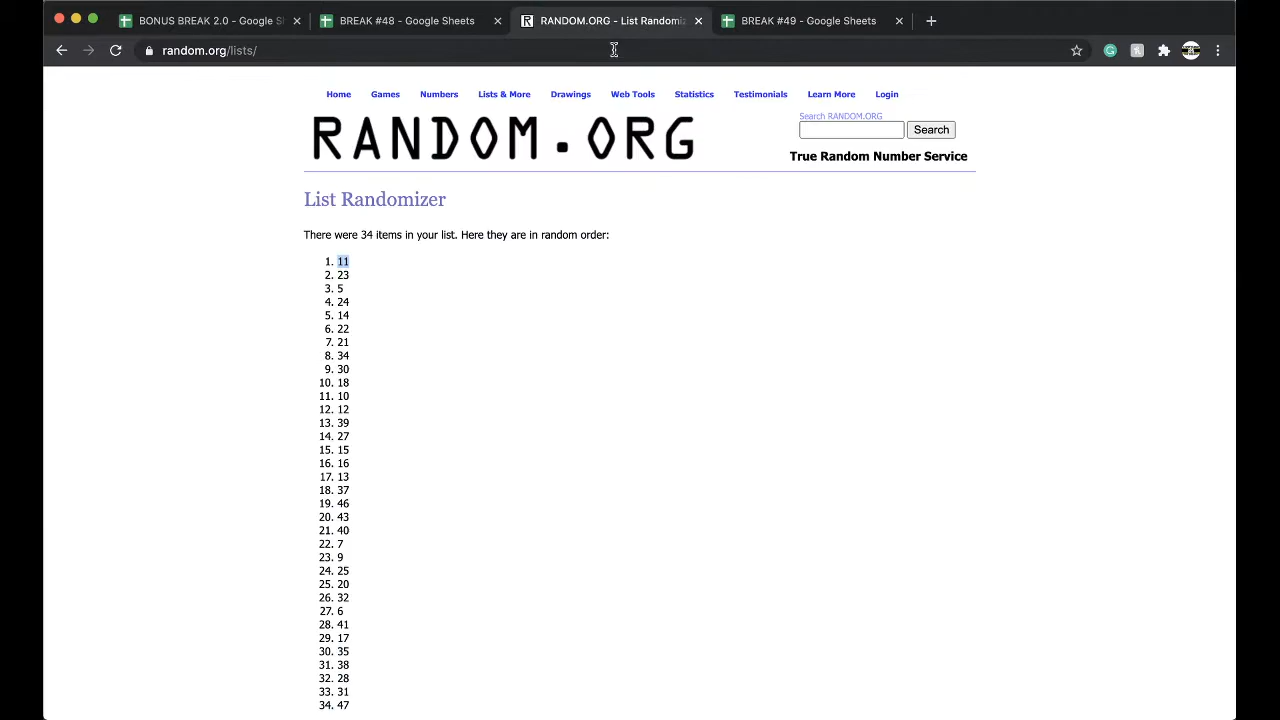 BONUS BREAK 2.0 - Google S
BREAK #48 - Google Sheets
RANDOM.ORG - List Randomi
BREAK #49 - Google Sheets
random.org/lists/
Home Games Numbers Lists & More Drawings Web Tools Statistics Testimonials Learn More Login
RANDOM.ORG
Search RANDOM.ORG
Search
True Random Number Service
List Randomizer
There were 34 items in your list. Here they are in random order:
1. 11
2. 23
3. 5
4. 24
5. 14
6. 22
7. 21
8. 34
9. 30
10. 18
11. 10
12. 12
13. 39
14. 27
15. 15
16. 16
17. 13
18. 37
19. 46
20. 43
21. 40
22. 7
23. 9
24. 25
25. 20
26. 32
27. 6
28. 41
29. 17
30. 35
31. 38
32. 28
33. 31
34. 47